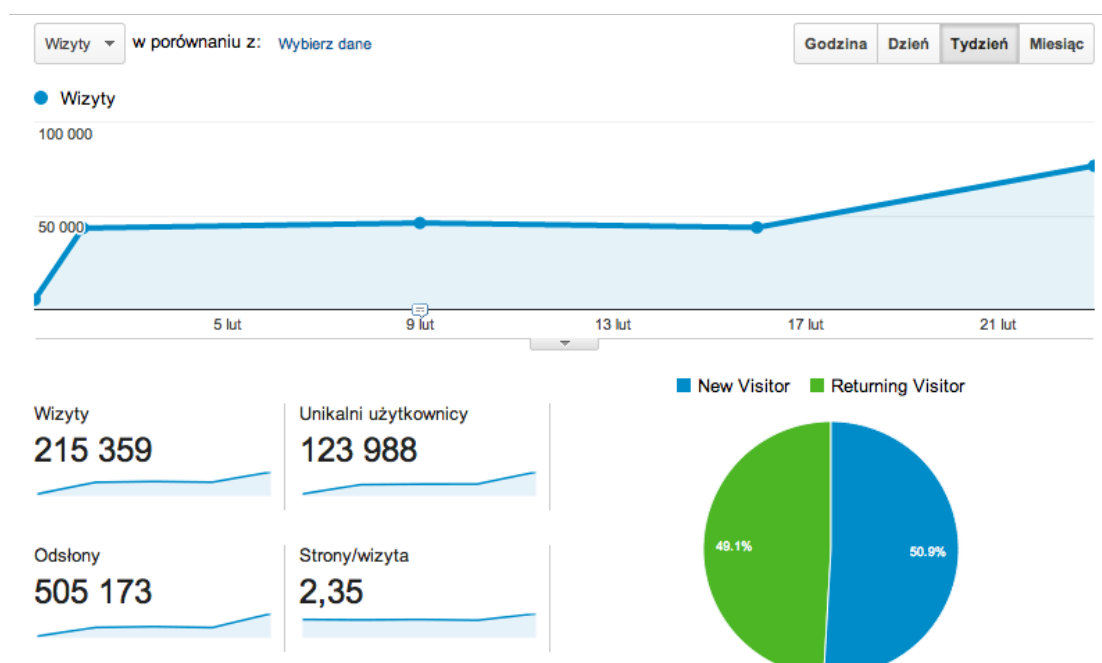 Wizyty w porównaniu z: Wybierz dane Godzina Dzień Tydzień Miesiąc
Wizyty
100 000
50 000
5 lut 9 lut 13 lut 17 lut 21 lut
New Visitor Returning Visitor
Wizyty
215 359
Unikalni użytkownicy
123 988
Odsłony
505 173
Strony/wizyta
2,35
49.1%
50.9%